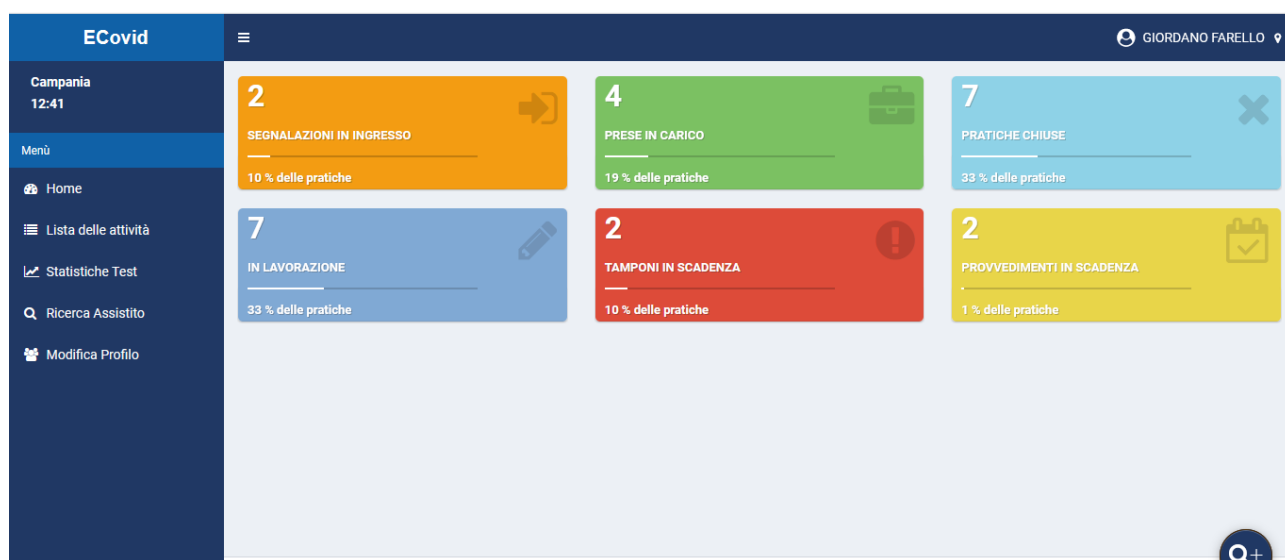 ECovid
GIORDANO FARELLO
Campania
12:41
Menù
Home
Lista delle attività
Statistiche Test
Ricerca Assistito
Modifica Profilo
2
SEGNALAZIONI IN INGRESSO
10 % delle pratiche
4
PRESE IN CARICO
19 % delle pratiche
7
PRATICHE CHIUSE
33 % delle pratiche
7
IN LAVORAZIONE
33 % delle pratiche
2
TAMPONI IN SCADENZA
10 % delle pratiche
2
PROVVEDIMENTI IN SCADENZA
1 % delle pratiche